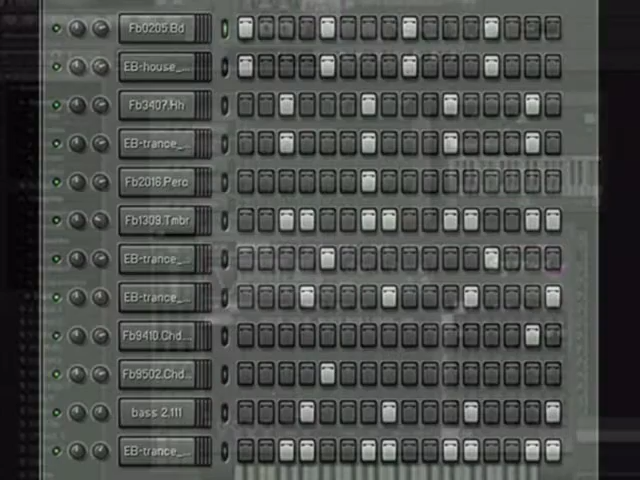 Fb0205.Bd
EB-house_...
Fb3407.Hh
EB-trance_...
Fb2018.Perc
Fb1309.Tmbr
EB-trance_...
EB-trance_...
Fb9410.Chd...
Fb9502.Chd...
bass 2.111
EB-trance_...